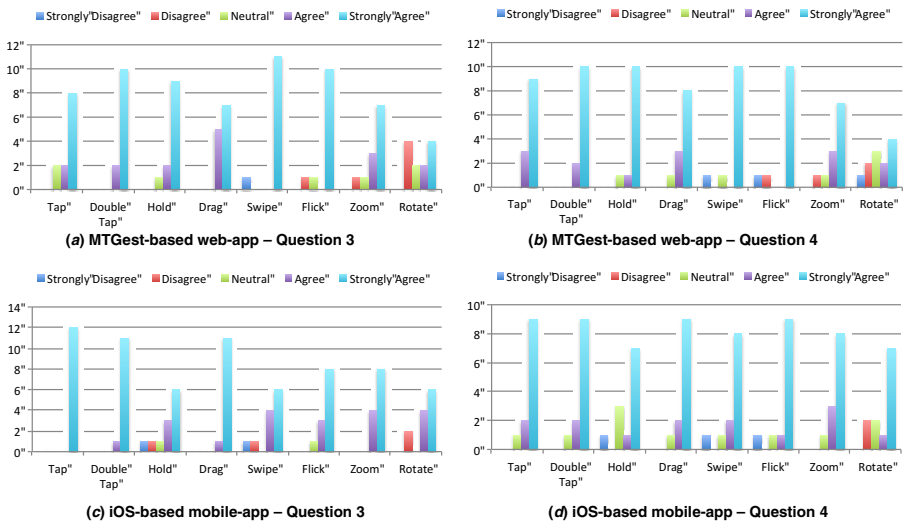 Strongly"Disagree" Disagree" Neutral" Agree" Strongly"Agree"
12"
10"
8"
6"
4"
2"
0"
Tap" Double" Tap" Hold" Drag" Swipe" Flick" Zoom" Rotate"
(a) MTGest-based web-app – Question 3
Strongly"Disagree" Disagree" Neutral" Agree" Strongly"Agree"
12"
10"
8"
6"
4"
2"
0"
Tap" Double" Tap" Hold" Drag" Swipe" Flick" Zoom" Rotate"
(b) MTGest-based web-app – Question 4
Strongly"Disagree" Disagree" Neutral" Agree" Strongly"Agree"
14"
12"
10"
8"
6"
4"
2"
0"
Tap" Double" Tap" Hold" Drag" Swipe" Flick" Zoom" Rotate"
(c) iOS-based mobile-app – Question 3
Strongly"Disagree" Disagree" Neutral" Agree" Strongly"Agree"
10"
8"
6"
4"
2"
0"
Tap" Double" Tap" Hold" Drag" Swipe" Flick" Zoom" Rotate"
(d) iOS-based mobile-app – Question 4